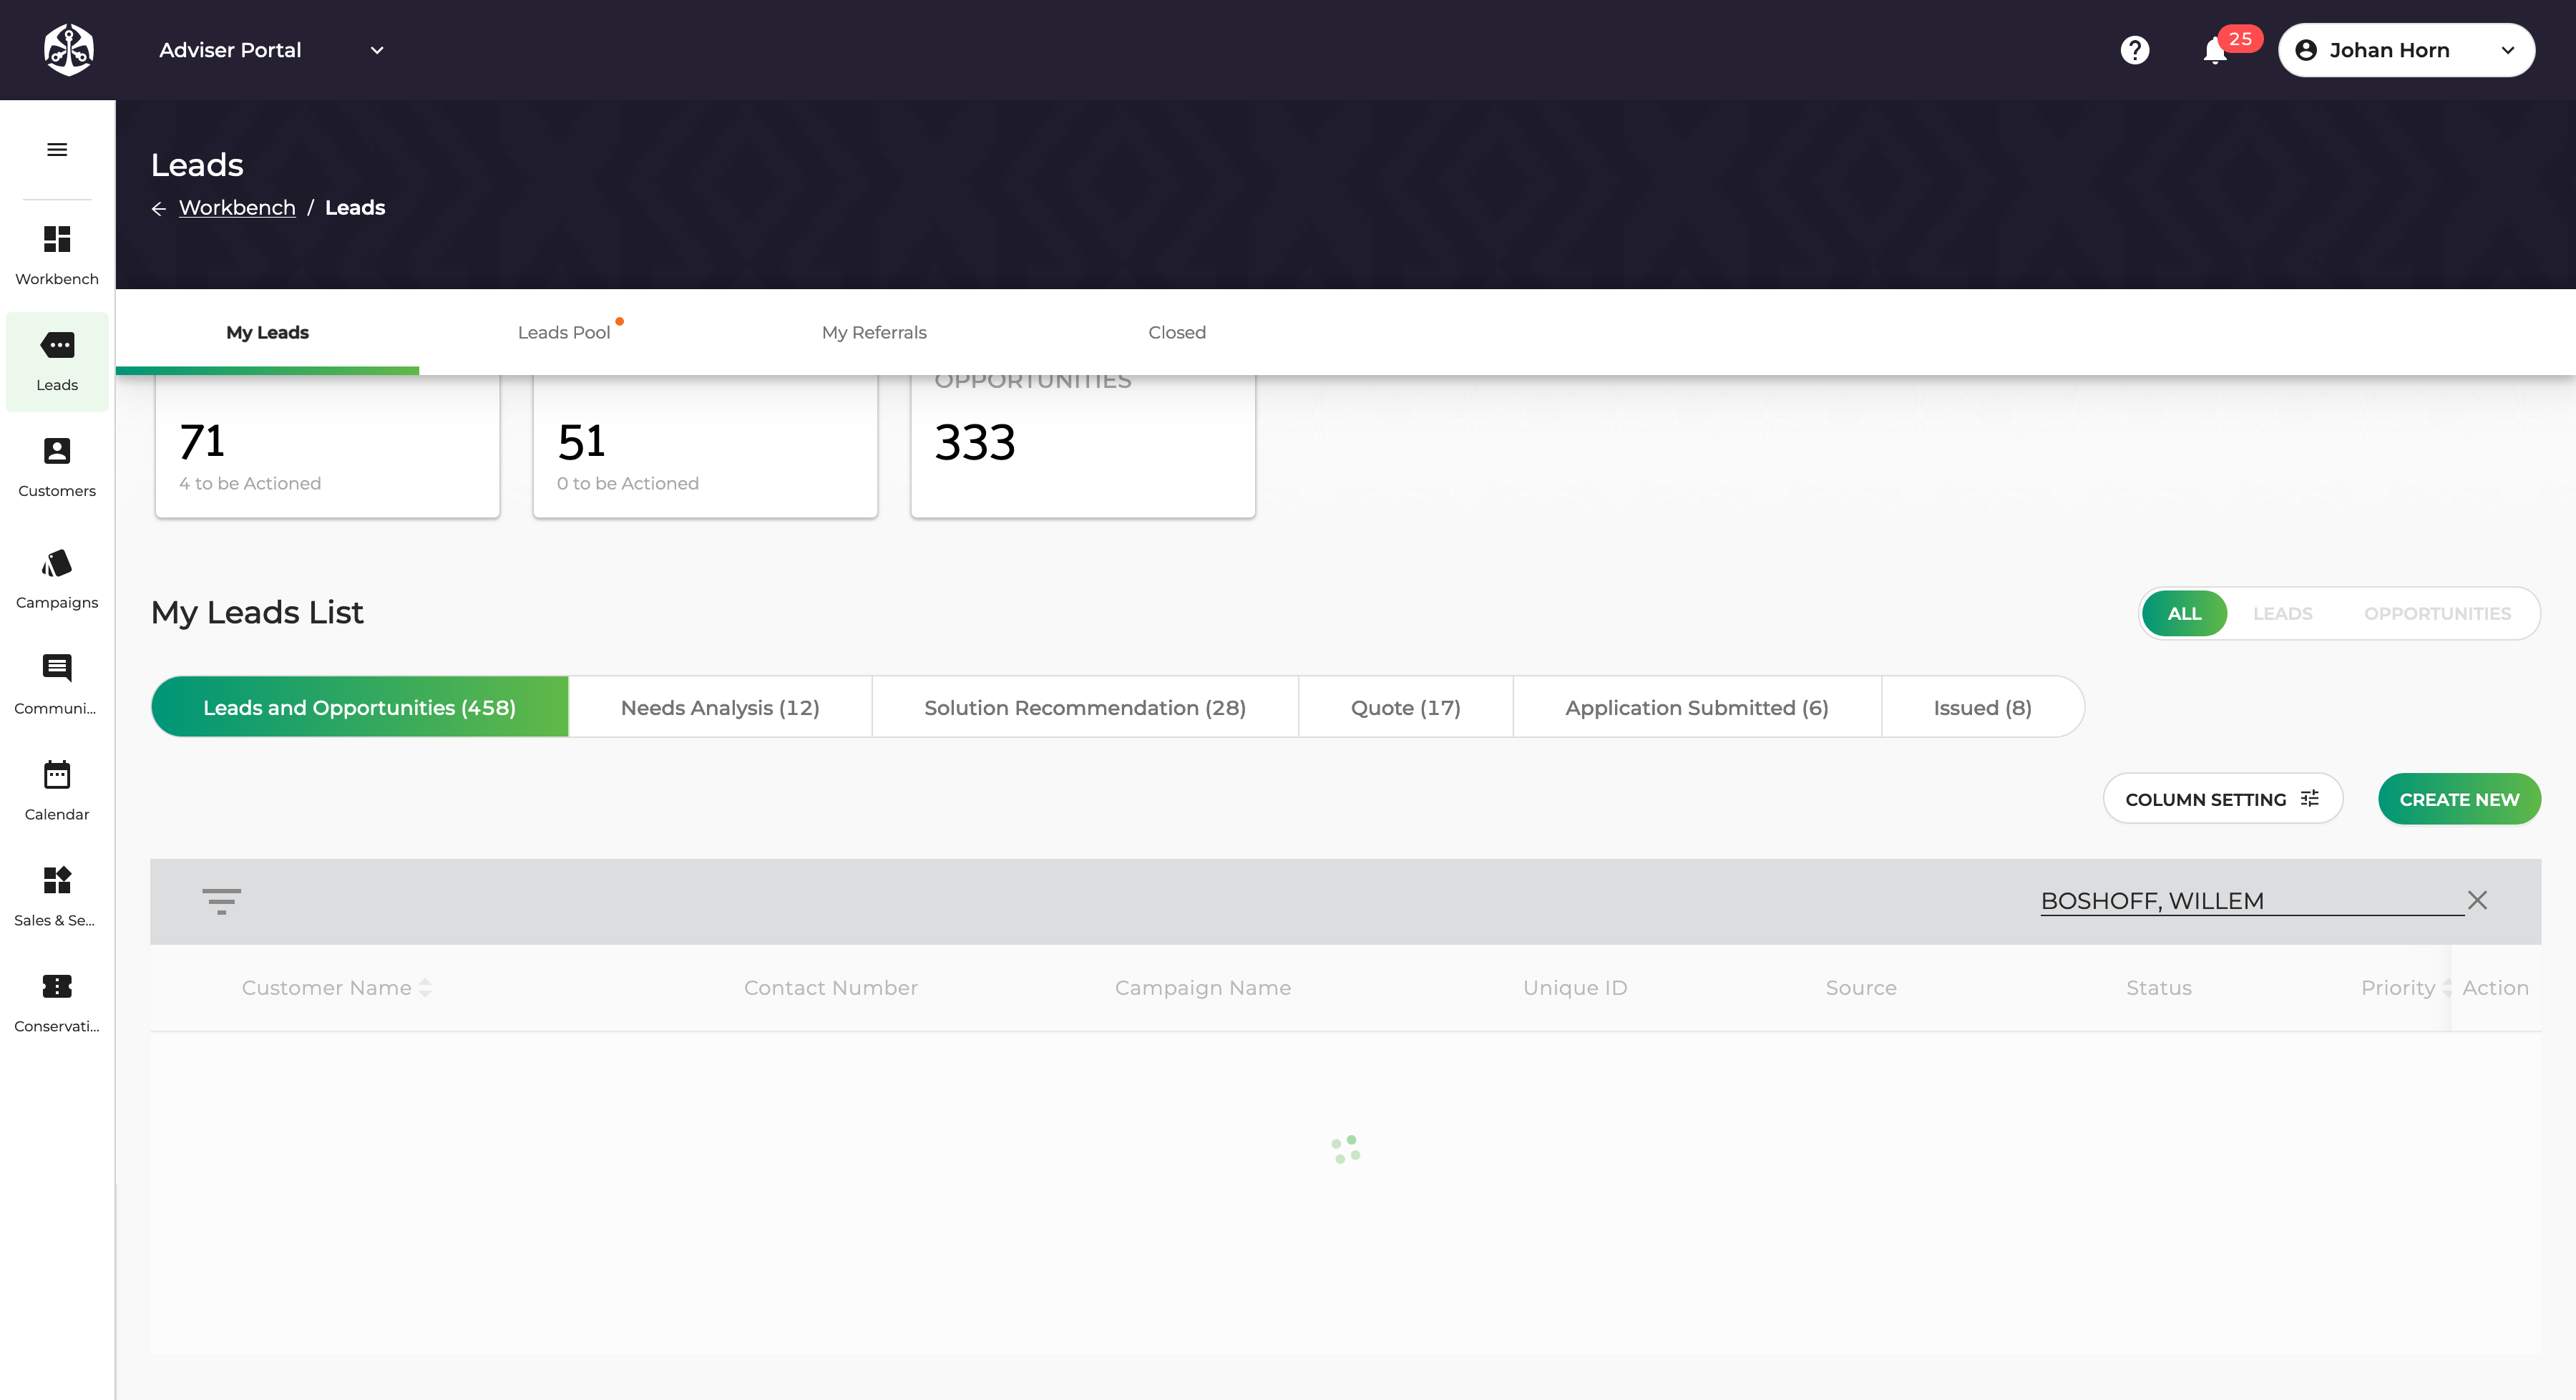 Adviser Portal
25
Johan Horn
Leads
Workbench / Leads
Workbench
Leads
Customers
Campaigns
Communi...
Calendar
Sales & Se...
Conservati...
My Leads
Leads Pool
My Referrals
Closed
OPPORTUNITIES
71
4 to be Actioned
51
0 to be Actioned
333
My Leads List
ALL
LEADS
OPPORTUNITIES
Leads and Opportunities (458)
Needs Analysis (12)
Solution Recommendation (28)
Quote (17)
Application Submitted (6)
Issued (8)
COLUMN SETTING
CREATE NEW
BOSHOFF, WILLEM
Customer Name
Contact Number
Campaign Name
Unique ID
Source
Status
Priority
Action